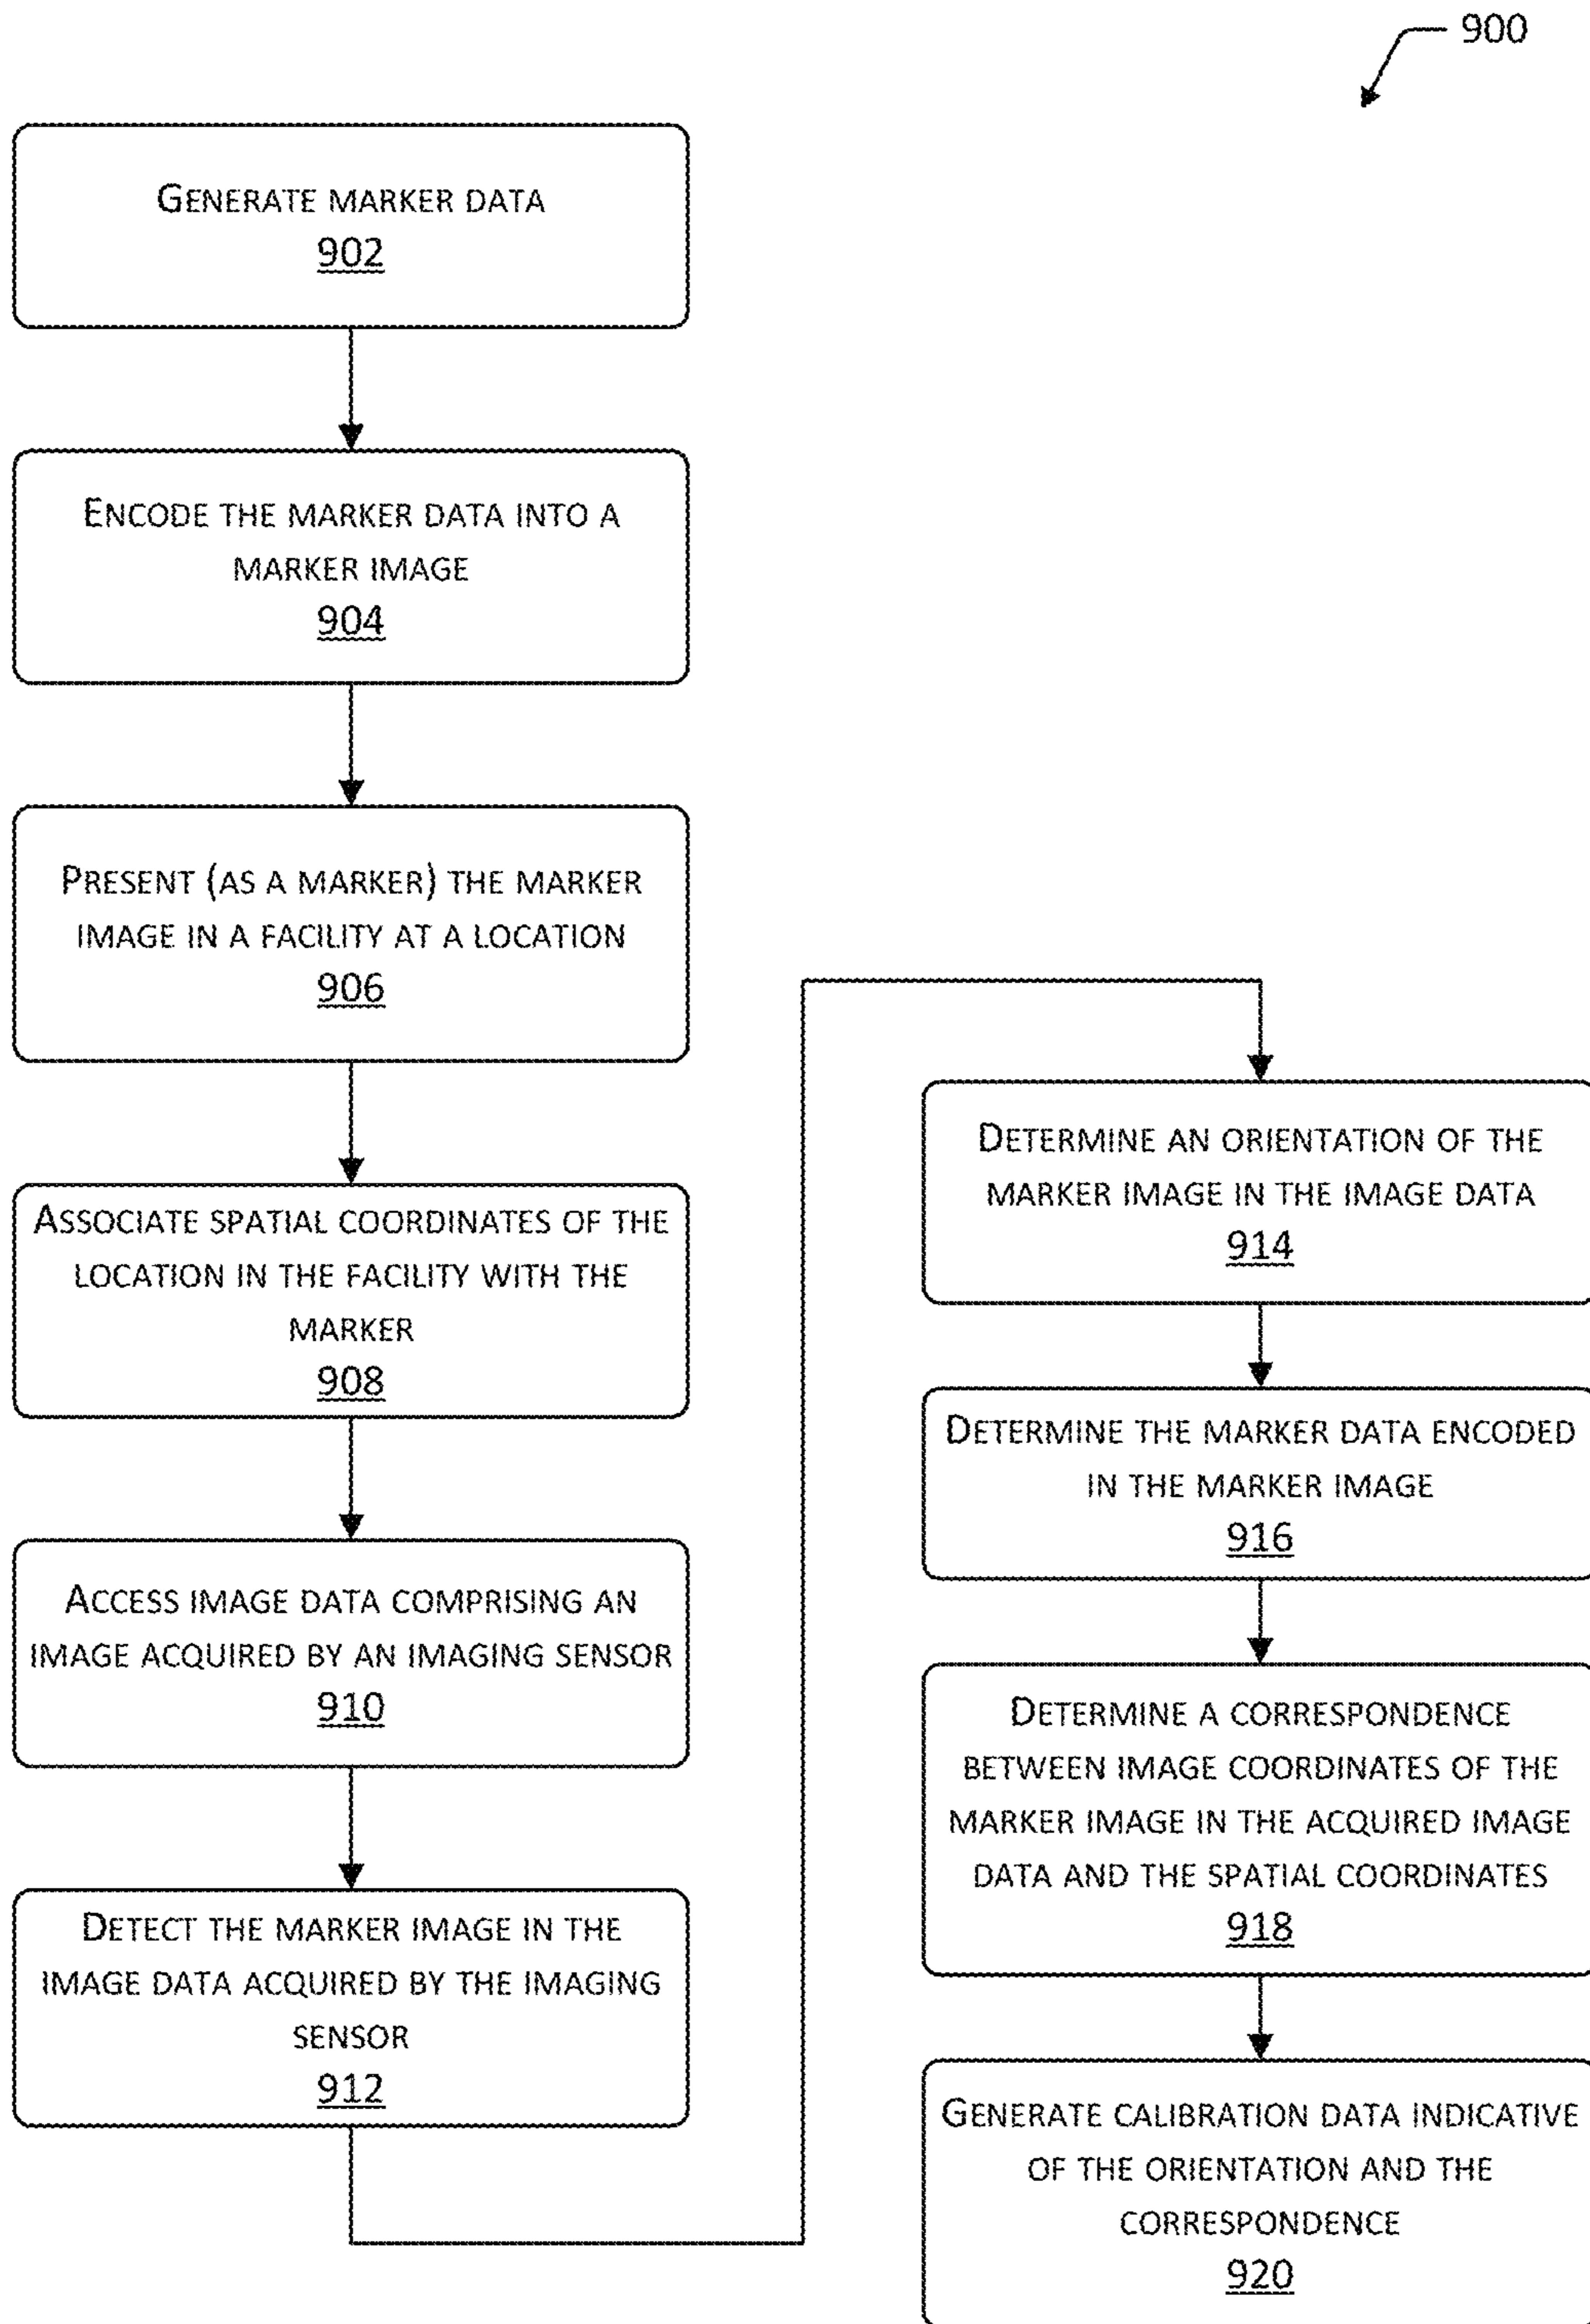 900
GENERATE MARKER DATA
902
ENCODE THE MARKER DATA INTO A
MARKER IMAGE
904
PRESENT (AS A MARKER) THE MARKER
IMAGE IN A FACILITY AT A LOCATION
906
ASSOCIATE SPATIAL COORDINATES OF THE
LOCATION IN THE FACILITY WITH THE
MARKER
908
ACCESS IMAGE DATA COMPRISING AN
IMAGE ACQUIRED BY AN IMAGING SENSOR
910
DETECT THE MARKER IMAGE IN THE
IMAGE DATA ACQUIRED BY THE IMAGING
SENSOR
912
DETERMINE AN ORIENTATION OF THE
MARKER IMAGE IN THE IMAGE DATA
914
DETERMINE THE MARKER DATA ENCODED
IN THE MARKER IMAGE
916
DETERMINE A CORRESPONDENCE
BETWEEN IMAGE COORDINATES OF THE
MARKER IMAGE IN THE ACQUIRED IMAGE
DATA AND THE SPATIAL COORDINATES
918
GENERATE CALIBRATION DATA INDICATIVE
OF THE ORIENTATION AND THE
CORRESPONDENCE
920